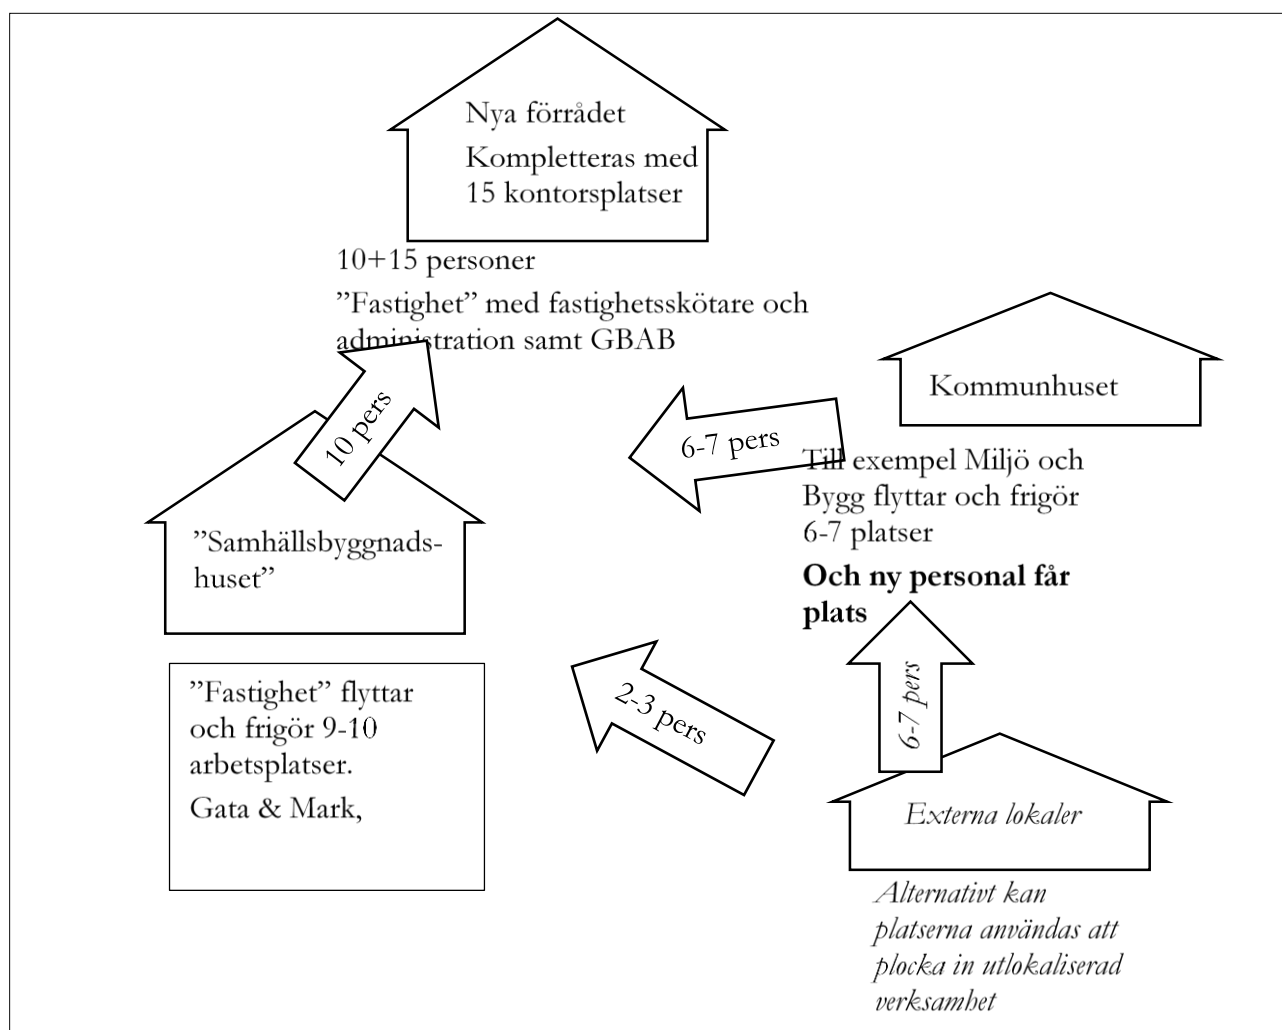 Nya förrådet
Kompletteras med
15 kontorsplatser
10+15 personer
”Fastighet” med fastighetsskötare och
administration samt GBAB
10 pers
”Samhällsbyggnads-
huset”
”Fastighet” flyttar
och frigör 9-10
arbetsplatser.
Gata & Mark,
Kommunhuset
6-7 pers
Till exempel Miljö och
Bygg flyttar och frigör
6-7 platser
Och ny personal får
plats
6-7 pers
2-3 pers
Externa lokaler
Alternativt kan
platserna användas att
plocka in utlokaliserad
verksamhet